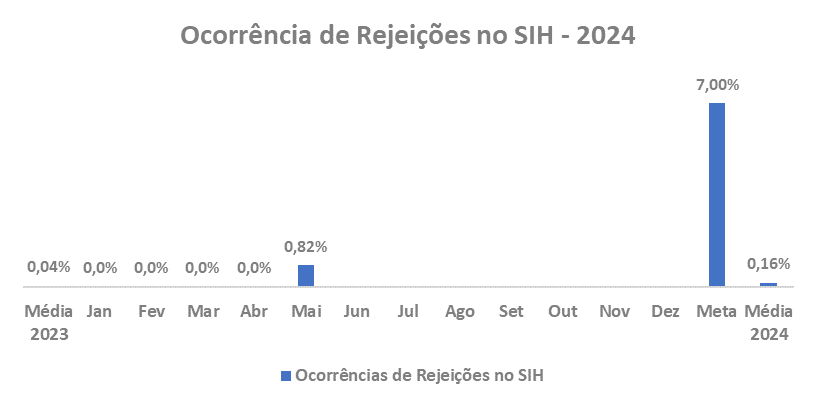 Ocorrência de Rejeições no SIH - 2024
7,00%
0,82%
0,04% 0,0% 0,0% 0,0% 0,0% 0,16%
Média Jan Fev Mar Abr Mai Jun Jul Ago Set Out Nov Dez Meta Média
2023 2024
Ocorrências de Rejeições no SIH